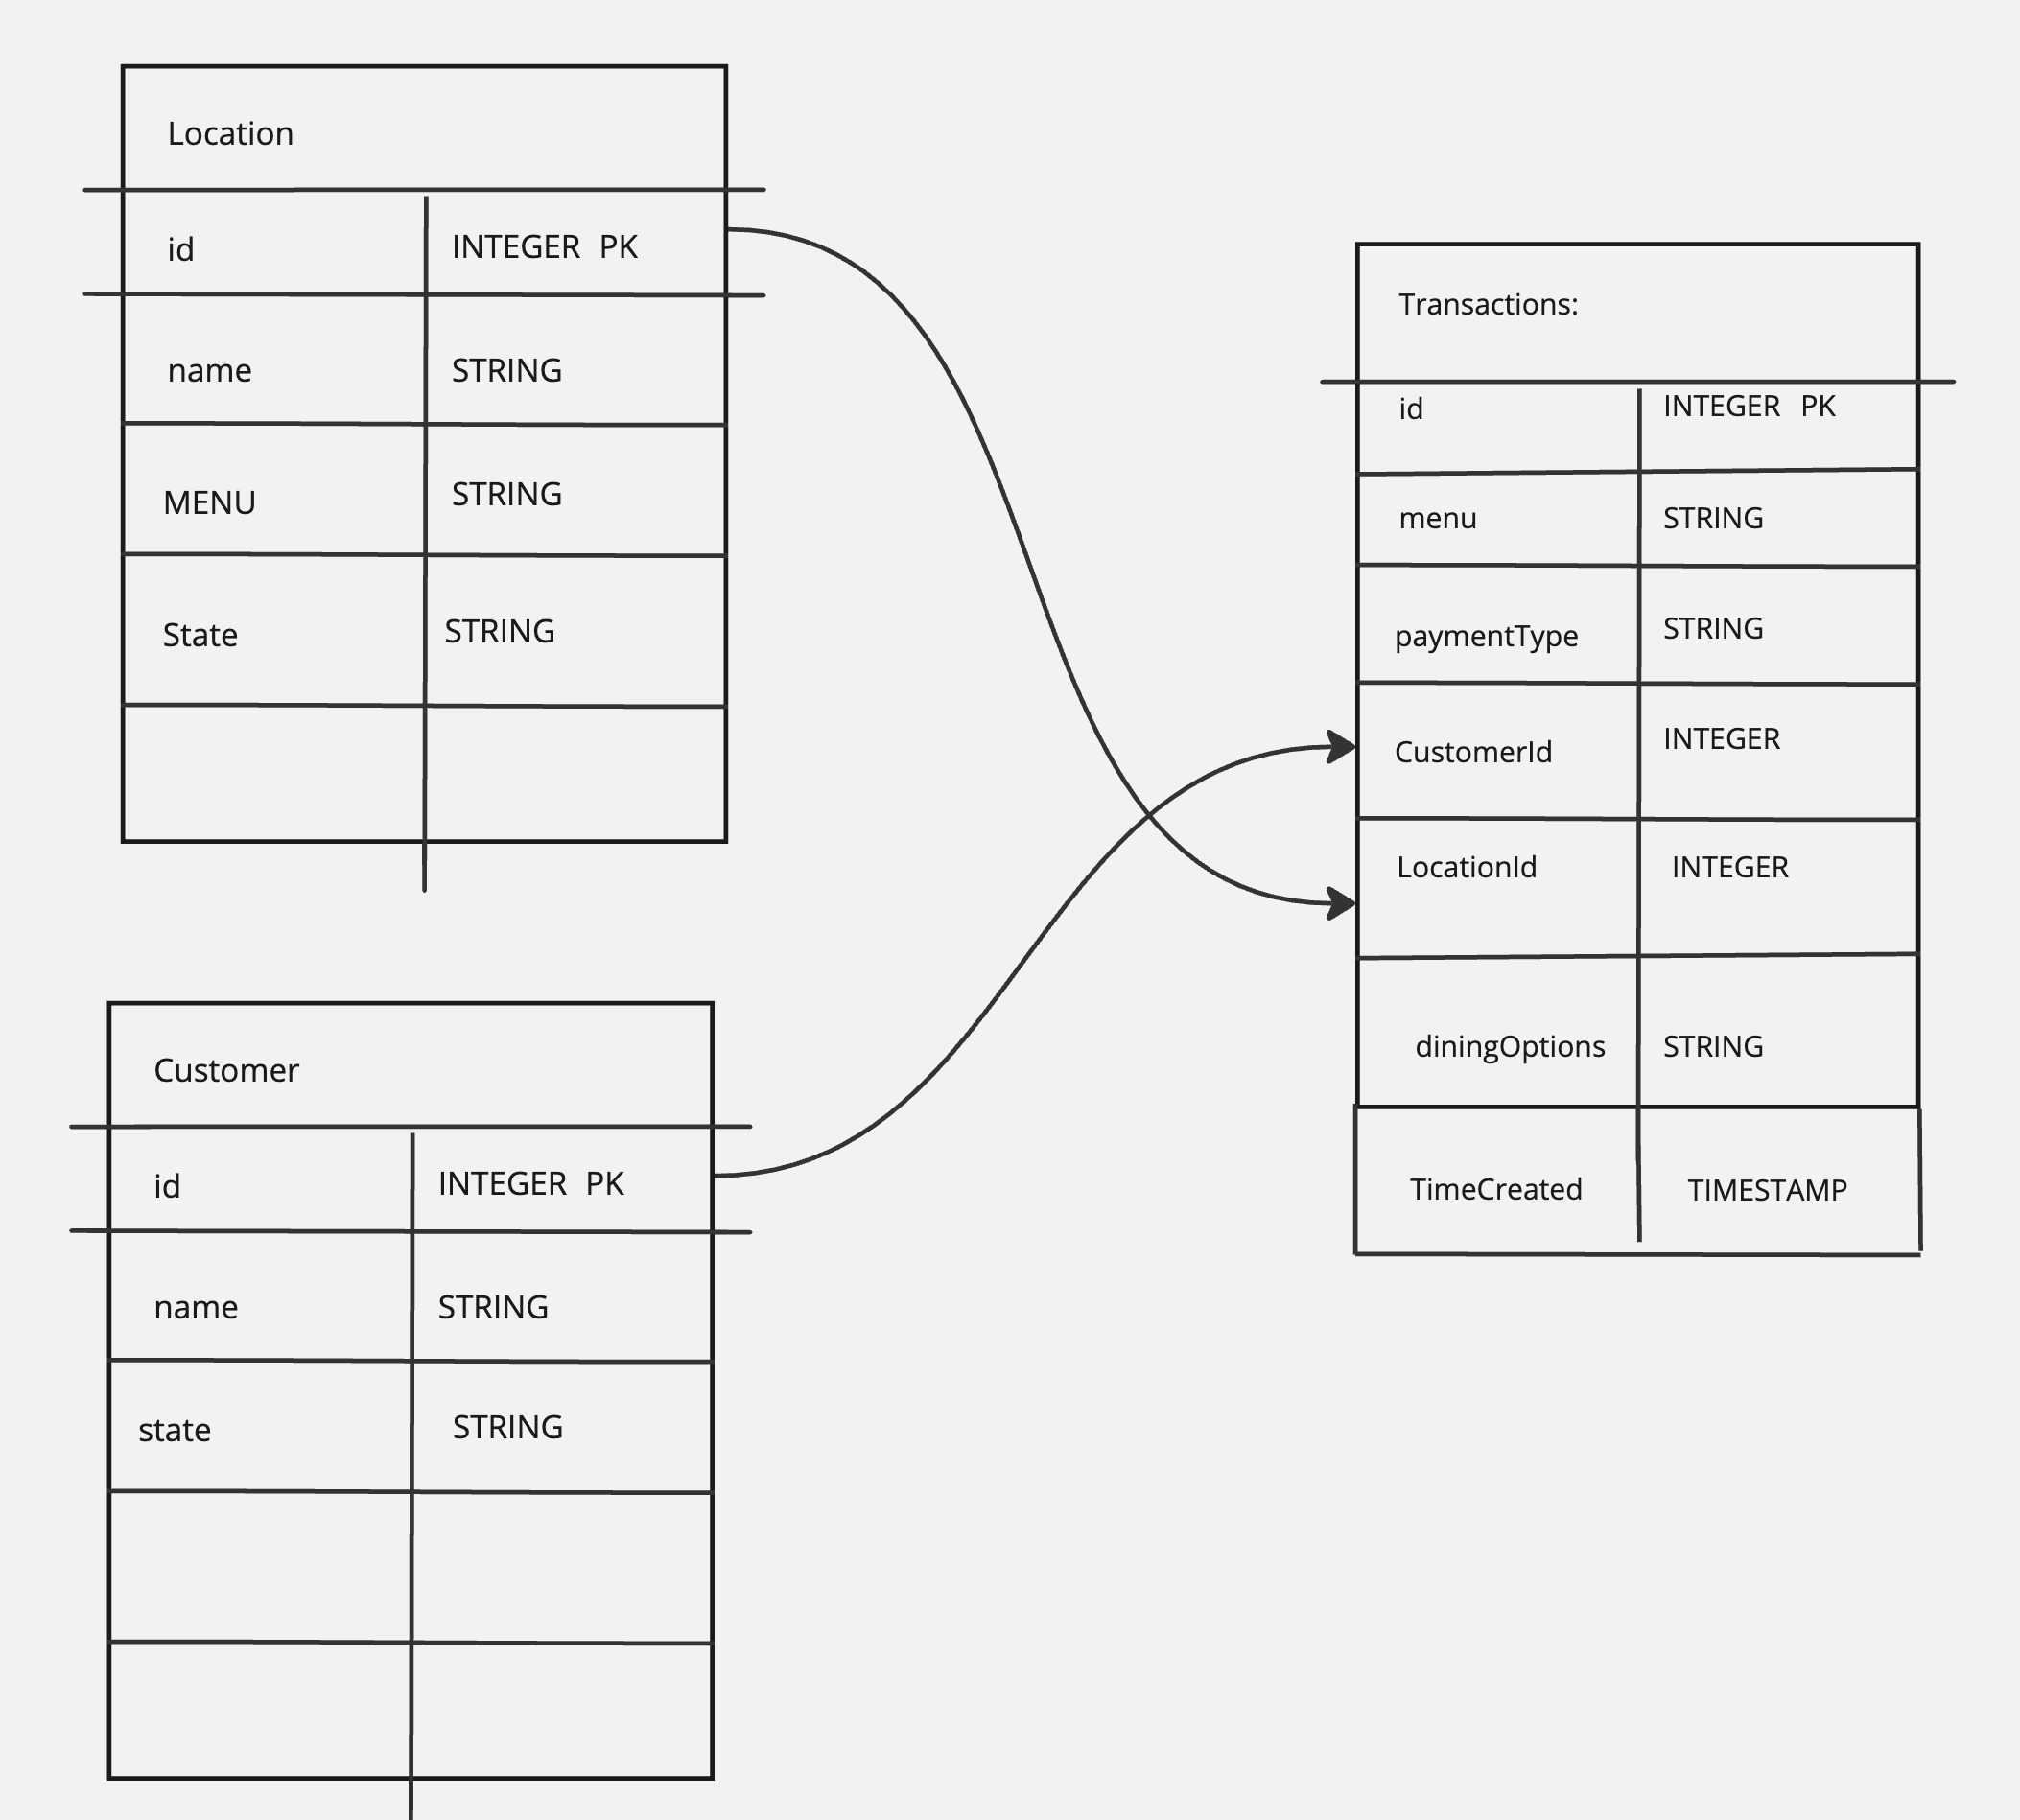 Location
id INTEGER PK
name STRING
MENU STRING
State STRING
Transactions:
id INTEGER PK
menu STRING
paymentType STRING
CustomerId INTEGER
LocationId INTEGER
diningOptions STRING
TimeCreated TIMESTAMP
Customer
id INTEGER PK
name STRING
state STRING